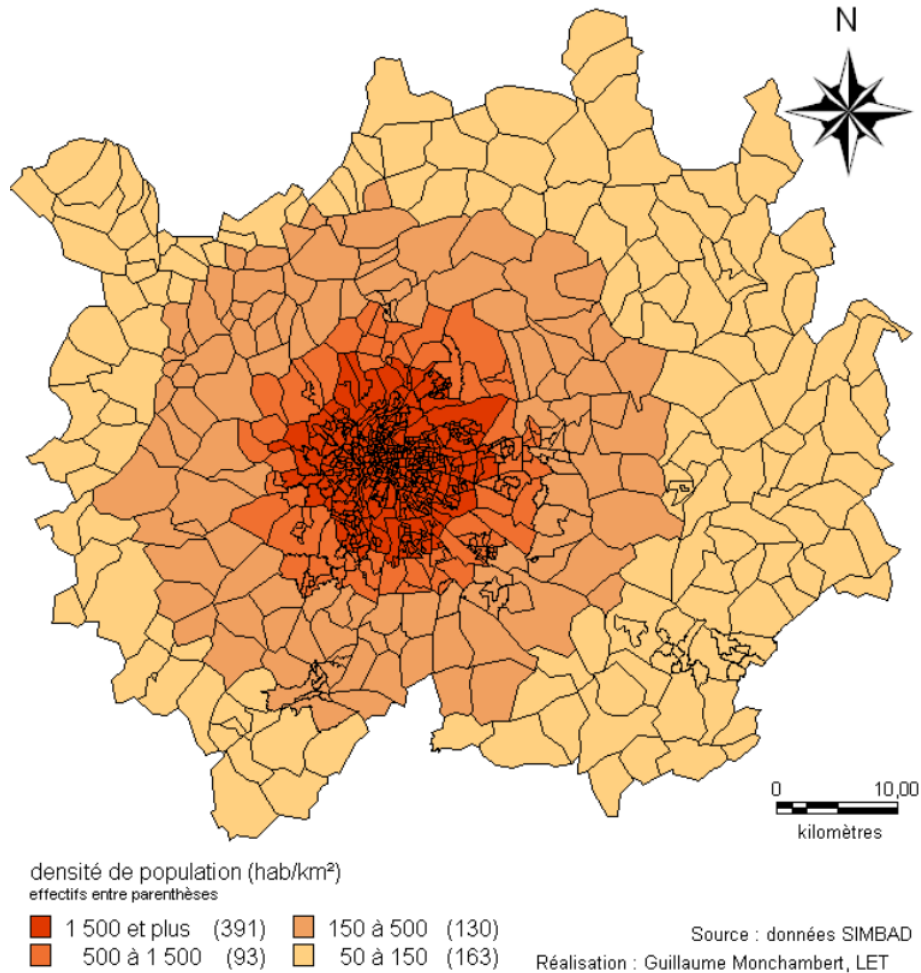 N
0 10,00
kilomètres
densité de population (hab/km²)
effectifs entre parenthèses
1 500 et plus (391) 150 à 500 (130)
500 à 1 500 (93) 50 à 150 (163)
Source : données SIMBAD
Réalisation : Guillaume Monchambert, LET